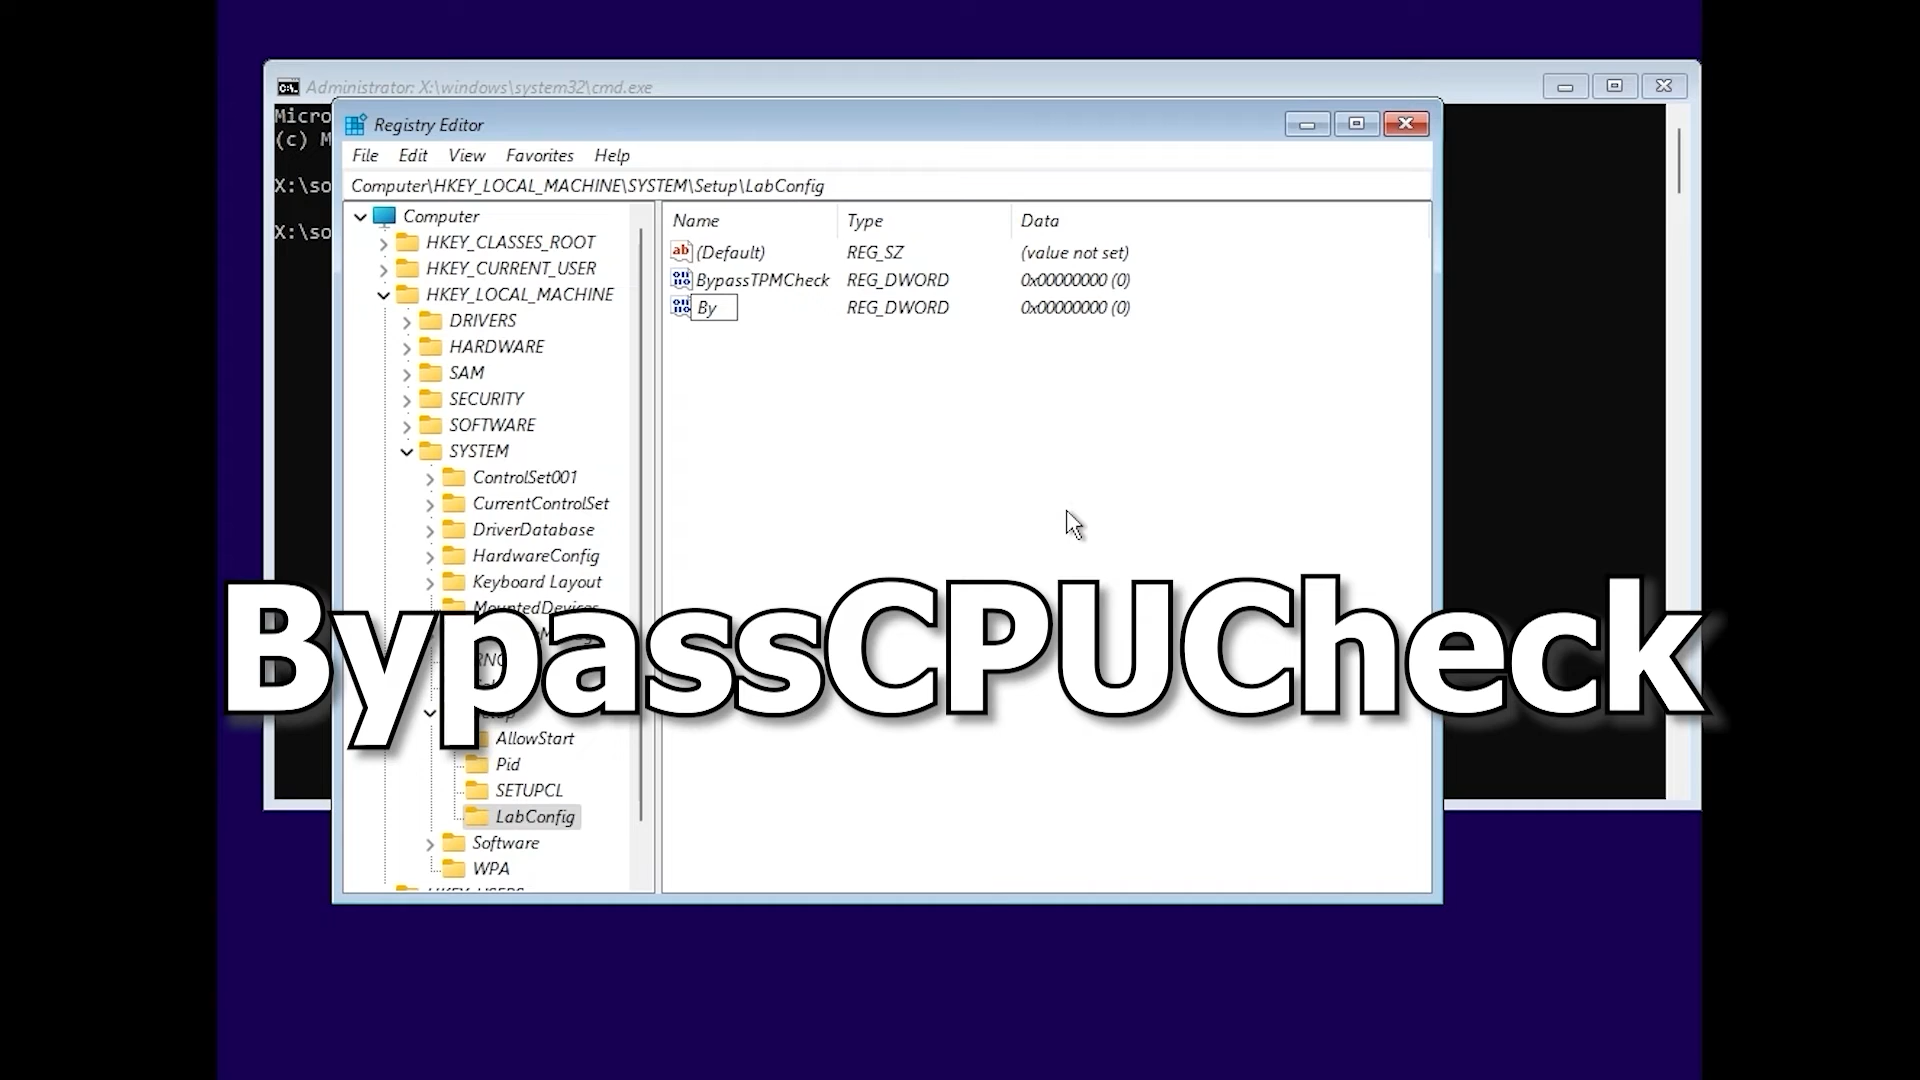 Administrator: X:\windows\system32\cmd.exe
Micro
(c) M
X:\so
X:\so
Registry Editor
File Edit View Favorites Help
Computer\HKEY_LOCAL_MACHINE\SYSTEM\Setup\LabConfig
Computer
HKEY_CLASSES_ROOT
HKEY_CURRENT_USER
HKEY_LOCAL_MACHINE
DRIVERS
HARDWARE
SAM
SECURITY
SOFTWARE
SYSTEM
ControlSet001
CurrentControlSet
DriverDatabase
HardwareConfig
Keyboard Layout
MountedDevices
AllowStart
Pid
SETUPCL
LabConfig
Software
WPA
Name Type Data
(Default) REG_SZ (value not set)
BypassTPMCheck REG_DWORD 0x00000000 (0)
By REG_DWORD 0x00000000 (0)
BypassCPUCheck